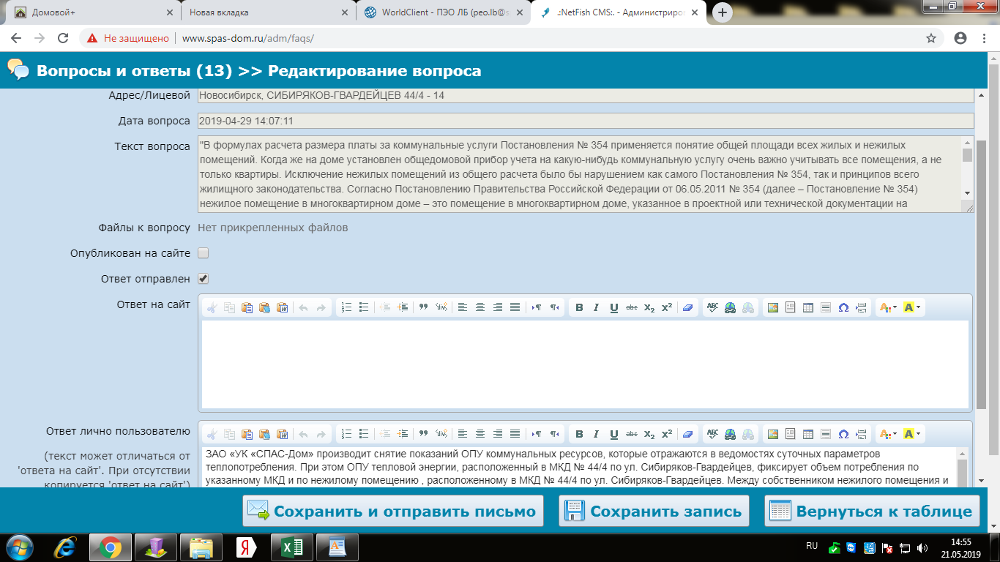 Домовой+
Новая вкладка
WorldClient - ПЭО ЛБ (peo.lb@s
.:NetFish CMS:. - Администриро
Не защищено
www.spas-dom.ru/adm/faqs/
Вопросы и ответы (13) >> Редактирование вопроса
Адрес/Лицевой
Новосибирск, СИБИРЯКОВ-ГВАРДЕЙЦЕВ 44/4 - 14
Дата вопроса
2019-04-29 14:07:11
Текст вопроса
"В формулах расчета размера платы за коммунальные услуги Постановления № 354 применяется понятие общей площади всех жилых и нежилых
помещений. Когда же на доме установлен общедомовой прибор учета на какую-нибудь коммунальную услугу очень важно учитывать все помещения, а не
только квартиры. Исключение нежилых помещений из общего расчета было бы нарушением как самого Постановления № 354, так и принципов всего
жилищного законодательства. Согласно Постановлению Правительства Российской Федерации от 06.05.2011 № 354 (далее – Постановление № 354)
нежилое помещение в многоквартирном доме – это помещение в многоквартирном доме, указанное в проектной или технической документации на
Файлы к вопросу
Нет прикрепленных файлов
Опубликован на сайте
Ответ отправлен
Ответ на сайт
Ответ лично пользователю
(текст может отличаться от
'ответа на сайт'. При отсутствии
копируется 'ответ на сайт')
ЗАО «УК «СПАС-Дом» производит снятие показаний ОПУ коммунальных ресурсов, которые отражаются в ведомостях суточных параметров
теплопотребления. При этом ОПУ тепловой энергии, расположенный в МКД № 44/4 по ул. Сибиряков-Гвардейцев, фиксирует объем потребления по
указанному МКД и по нежилому помещению , расположенному в МКД № 44/4 по ул. Сибиряков-Гвардейцев. Между собственником нежилого помещения и
Сохранить и отправить письмо
Сохранить запись
Вернуться к таблице
RU
14:55
21.05.2019